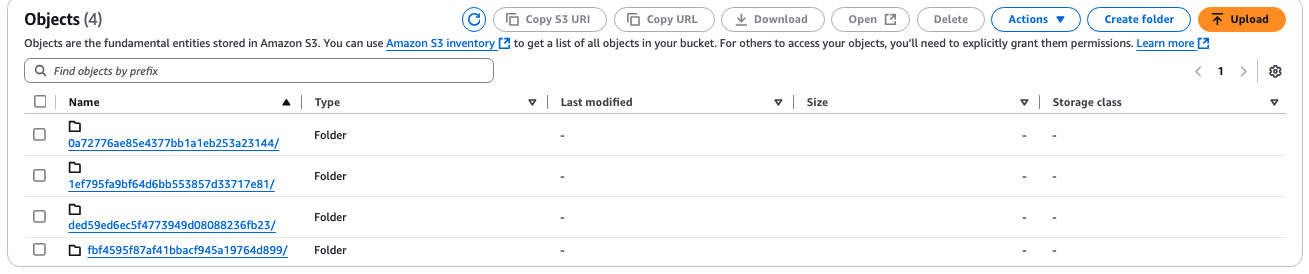 Objects (4)
Copy S3 URI
Copy URL
Download
Open
Delete
Actions
Create folder
Upload
Objects are the fundamental entities stored in Amazon S3. You can use Amazon S3 inventory to get a list of all objects in your bucket. For others to access your objects, you'll need to explicitly grant them permissions. Learn more
Find objects by prefix
1
Name Type Last modified Size Storage class
0a72776ae85e4377bb1a1eb253a23144/ Folder - - -
1ef795fa9bf64d6bb553857d33717e81/ Folder - - -
ded59ed6ec5f4773949d08088236fb23/ Folder - - -
fbf4595f87af41bbacf945a19764d899/ Folder - - -